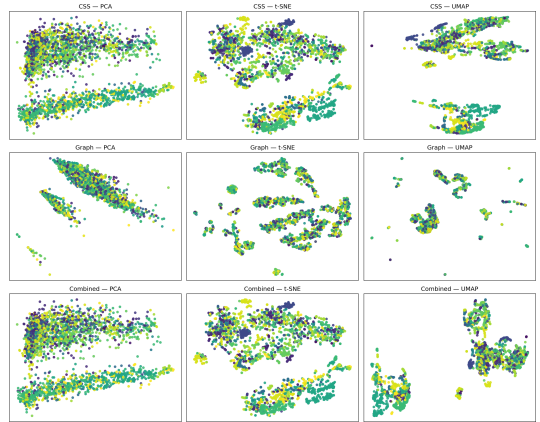 CSS — PCA
CSS — t-SNE
CSS — UMAP
Graph — PCA
Graph — t-SNE
Graph — UMAP
Combined — PCA
Combined — t-SNE
Combined — UMAP